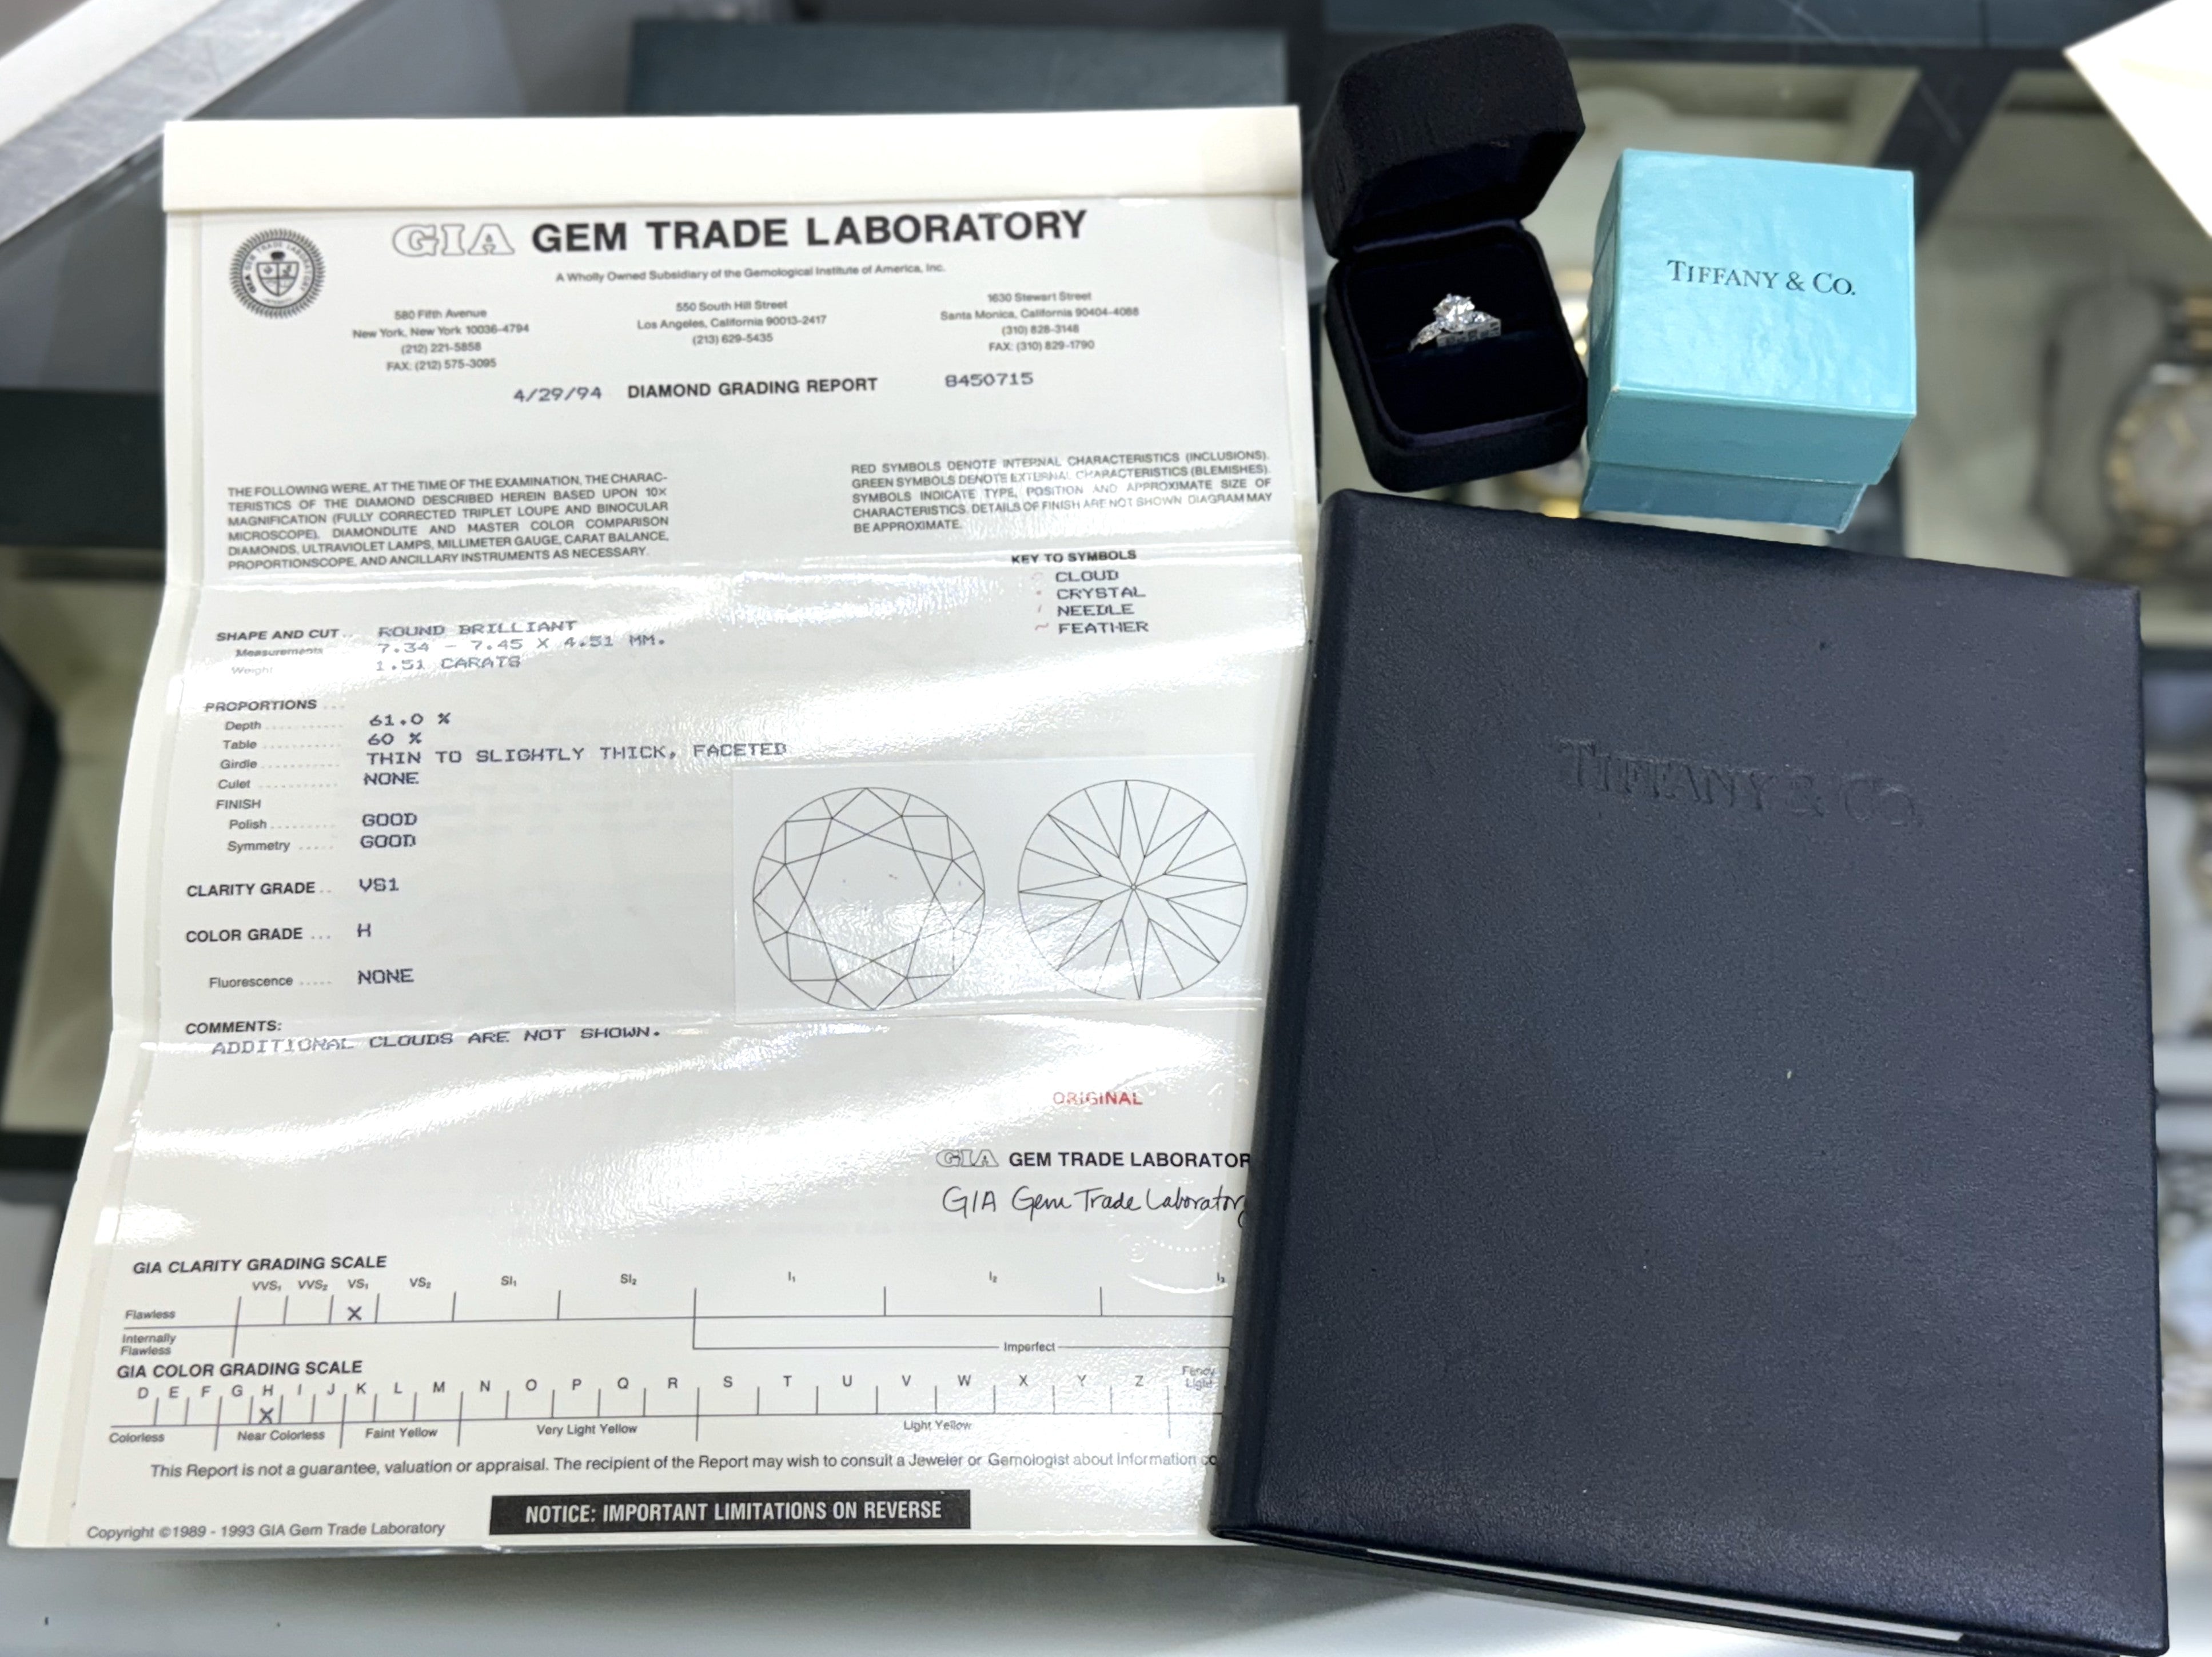 GIA GEM TRADE LABORATORY
A Wholly Owned Subsidiary of the Gemological Institute of America, Inc.
580 Fifth Avenue
New York, New York 10036-4794
(212) 221-5858
FAX: (212) 575-3095
550 South Hill Street
Los Angeles, California 90013-2417
(213) 629-5435
1630 Stewart Street
Santa Monica, California 90404-4088
(310) 828-3148
FAX: (310) 829-1790
4/29/94 DIAMOND GRADING REPORT 8450715
THE FOLLOWING WERE, AT THE TIME OF THE EXAMINATION, THE CHARAC-
TERISTICS OF THE DIAMOND DESCRIBED HEREIN BASED UPON 10X
MAGNIFICATION (FULLY CORRECTED TRIPLET LOUPE AND BINOCULAR
MICROSCOPE), DIAMONDLITE AND MASTER COLOR COMPARISON
DIAMONDS, ULTRAVIOLET LAMPS, MILLIMETER GAUGE, CARAT BALANCE,
PROPORTIONSCOPE, AND ANCILLARY INSTRUMENTS AS NECESSARY.
RED SYMBOLS DENOTE INTERNAL CHARACTERISTICS (INCLUSIONS).
GREEN SYMBOLS DENOTE EXTERNAL CHARACTERISTICS (BLEMISHES).
SYMBOLS INDICATE TYPE, POSITION AND APPROXIMATE SIZE OF
CHARACTERISTICS. DETAILS OF FINISH ARE NOT SHOWN DIAGRAM MAY
BE APPROXIMATE.
KEY TO SYMBOLS
CLOUD
CRYSTAL
NEEDLE
FEATHER
SHAPE AND CUT .. ROUND BRILLIANT
Measurements 7.34 - 7.45 X 4.51 MM.
Weight 1.51 CARATS
PROPORTIONS ...
Depth .......... 61.0 %
Table .......... 60 %
Girdle .......... THIN TO SLIGHTLY THICK, FACETED
Culet .......... NONE
FINISH
Polish ......... GOOD
Symmetry ..... GOOD
CLARITY GRADE .. VS1
COLOR GRADE ... H
Fluorescence ..... NONE
COMMENTS:
ADDITIONAL CLOUDS ARE NOT SHOWN.
ORIGINAL
GIA GEM TRADE LABORATOR
GIA Gem Trade Laboratory
GIA CLARITY GRADING SCALE
VVS1 VVS2 VS1 VS2 SI1 SI2 I1 I2 I3
Flawless X
Internally
Flawless
Imperfect
GIA COLOR GRADING SCALE
D E F G H I J K L M N O P Q R S T U V W X Y Z Fancy
Light
X
Colorless Near Colorless Faint Yellow Very Light Yellow Light Yellow
This Report is not a guarantee, valuation or appraisal. The recipient of the Report may wish to consult a Jeweler or Gemologist about information co
NOTICE: IMPORTANT LIMITATIONS ON REVERSE
Copyright ©1989 - 1993 GIA Gem Trade Laboratory
TIFFANY & CO.
TIFFANY & CO.